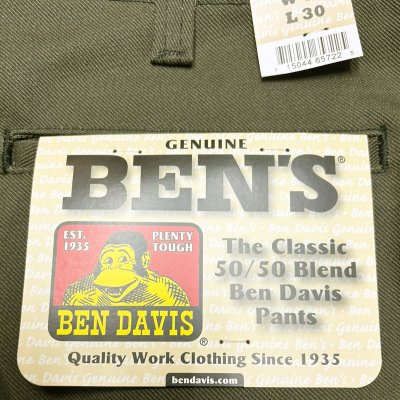 L 30
7 15044 65722 5
GENUINE
BEN'S®
EST. 1935
PLENTY TOUGH
BEN DAVIS
The Classic
50/50 Blend
Ben Davis
Pants
Quality Work Clothing Since 1935
bendavis.com